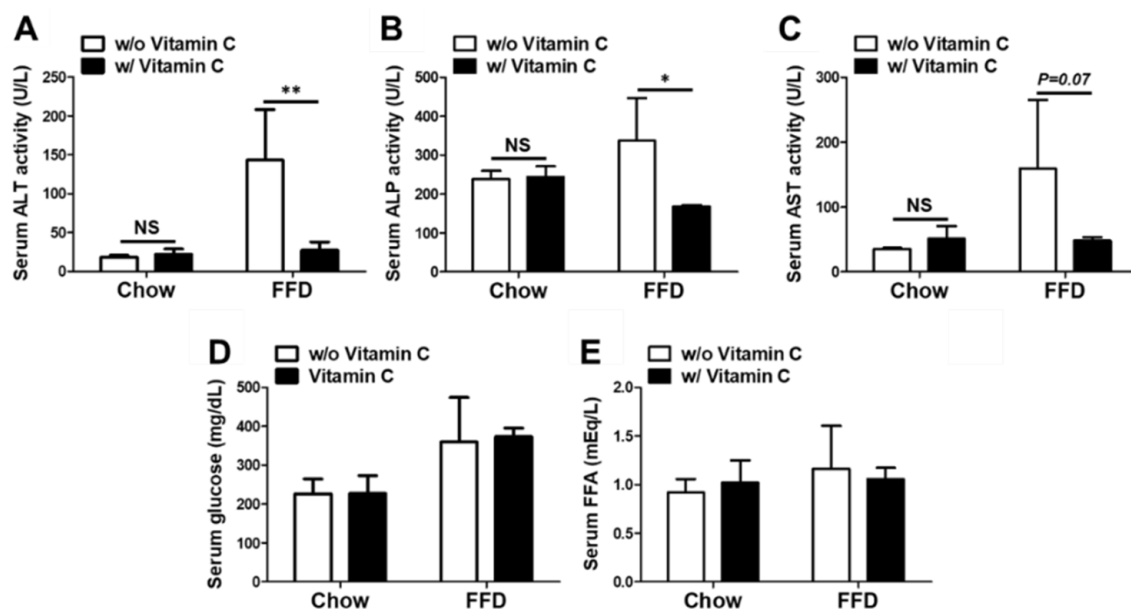 A
w/o Vitamin C
w/ Vitamin C
Serum ALT activity (U/L)
250
200
150
100
50
0
NS
**
Chow
FFD
B
w/o Vitamin C
w/ Vitamin C
Serum ALP activity (U/L)
500
400
300
200
100
0
NS
*
Chow
FFD
C
w/o Vitamin C
w/ Vitamin C
Serum AST activity (U/L)
300
200
100
0
NS
P=0.07
Chow
FFD
D
w/o Vitamin C
Vitamin C
Serum glucose (mg/dL)
500
400
300
200
100
0
Chow
FFD
E
w/o Vitamin C
w/ Vitamin C
Serum FFA (mEq/L)
2.0
1.5
1.0
0.5
0.0
Chow
FFD